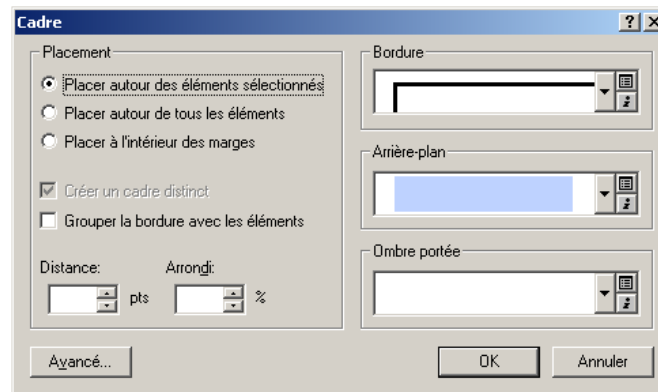 Cadre
Placement
Placer autour des éléments sélectionnés
Placer autour de tous les éléments
Placer à l'intérieur des marges
Créer un cadre distinct
Grouper la bordure avec les éléments
Distance:
Arrondi:
pts
%
Bordure
Arrière-plan
Ombre portée
Avancé...
OK
Annuler